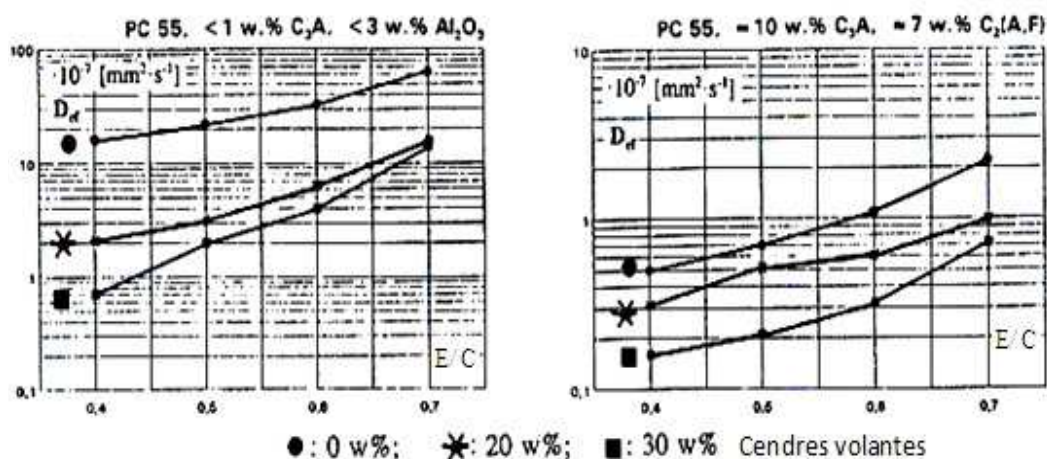 PC 55. <1 w.% C₃A. <3 w.% Al₂O₃
100
·10⁻⁷ [mm²·s⁻¹]
D_ef
10
1
0,1
0,4 0,5 0,6 0,7
E/C
PC 55. ≈10 w.% C₃A. ≈7 w.% C₂(A,F)
10
·10⁻⁷ [mm²·s⁻¹]
D_ef
1
0,1
0,4 0,5 0,6 0,7
E/C
●: 0 w%; ✶: 20 w%; ■: 30 w% Cendres volantes